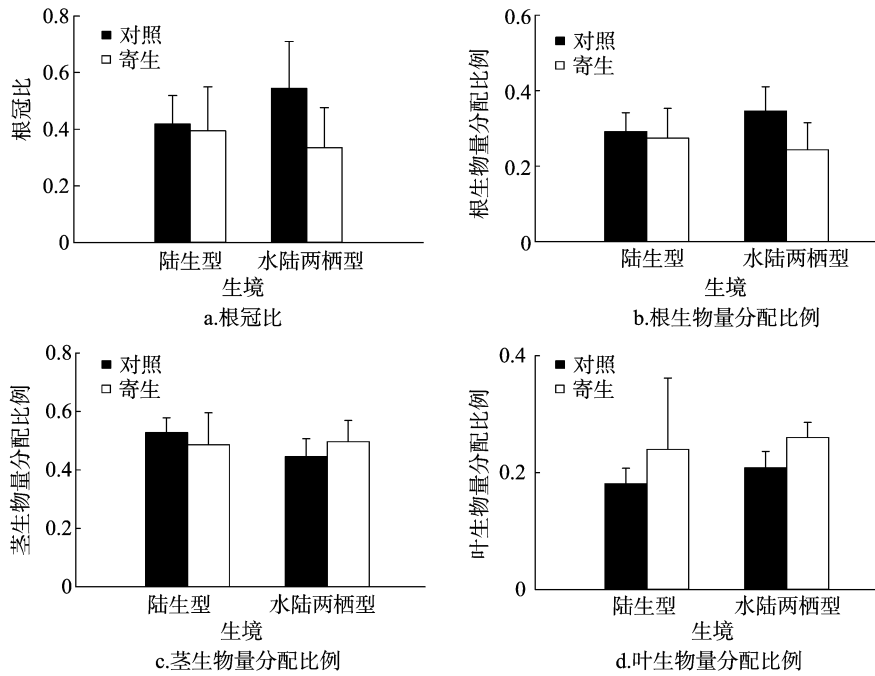 0.8
0.6
0.4
0.2
0
根冠比
对照
寄生
陆生型
水陆两栖型
生境
a.根冠比
0.6
0.4
0.2
0
根生物量分配比例
对照
寄生
陆生型
水陆两栖型
生境
b.根生物量分配比例
0.8
0.6
0.4
0.2
0
茎生物量分配比例
对照
寄生
陆生型
水陆两栖型
生境
c.茎生物量分配比例
0.4
0.2
0
叶生物量分配比例
对照
寄生
陆生型
水陆两栖型
生境
d.叶生物量分配比例